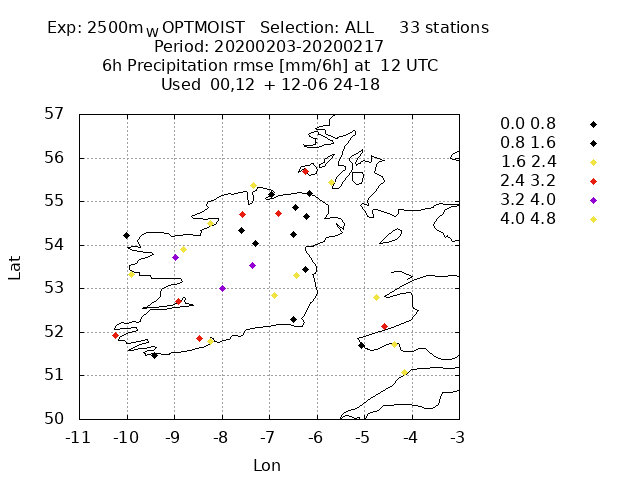 Exp: 2500m_W OPTMOIST Selection: ALL 33 stations
Period: 20200203-20200217
6h Precipitation rmse [mm/6h] at 12 UTC
Used 00,12 + 12-06 24-18
57
56
55
54
53
52
51
50
Lat
-11 -10 -9 -8 -7 -6 -5 -4 -3
Lon
0.0 0.8
0.8 1.6
1.6 2.4
2.4 3.2
3.2 4.0
4.0 4.8